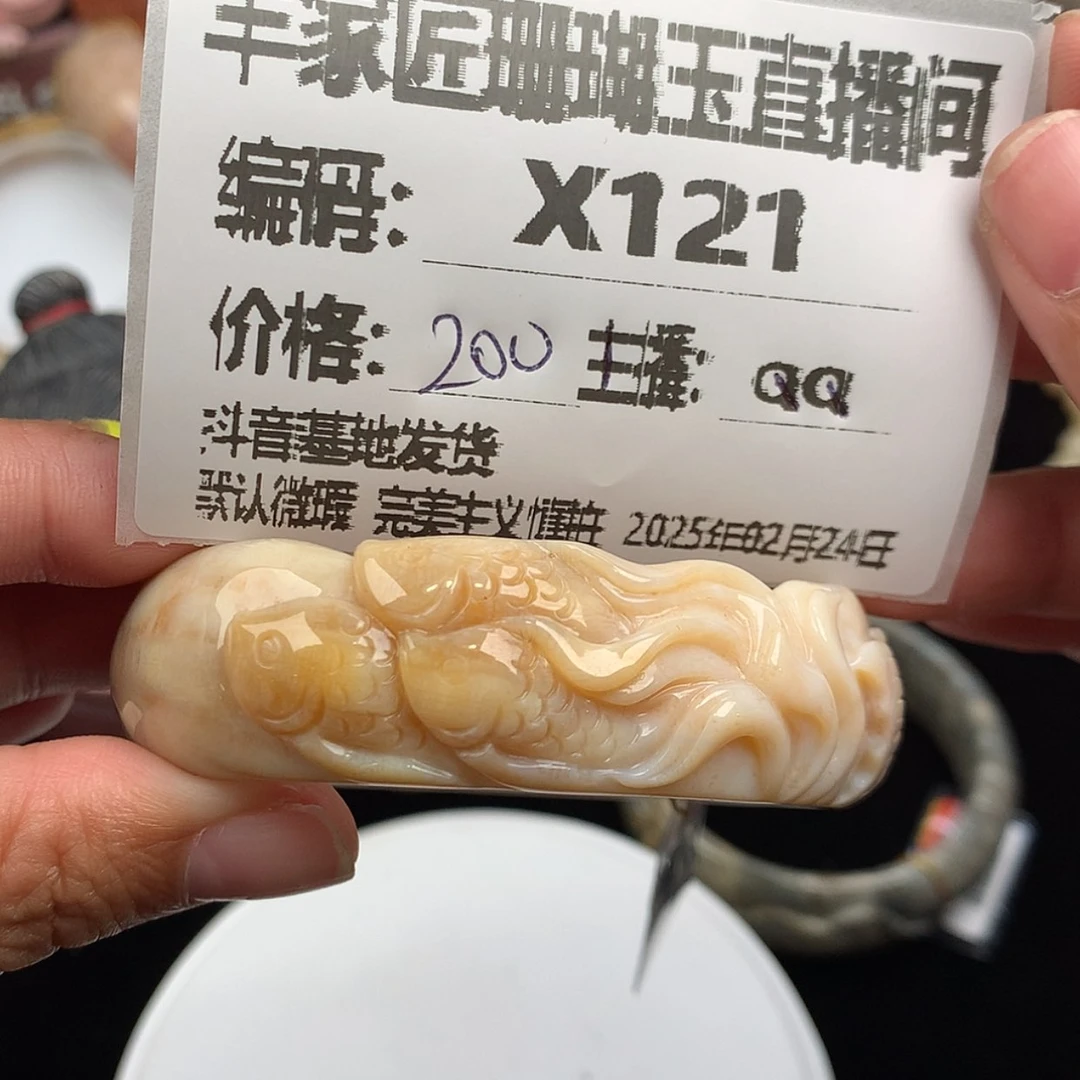 丰家匠珊瑚玉直播间
编码： X121
价格： 200 主播： QQ
抖音基地发货
默认微瑕 完美主义慎拍 2025年02月24日